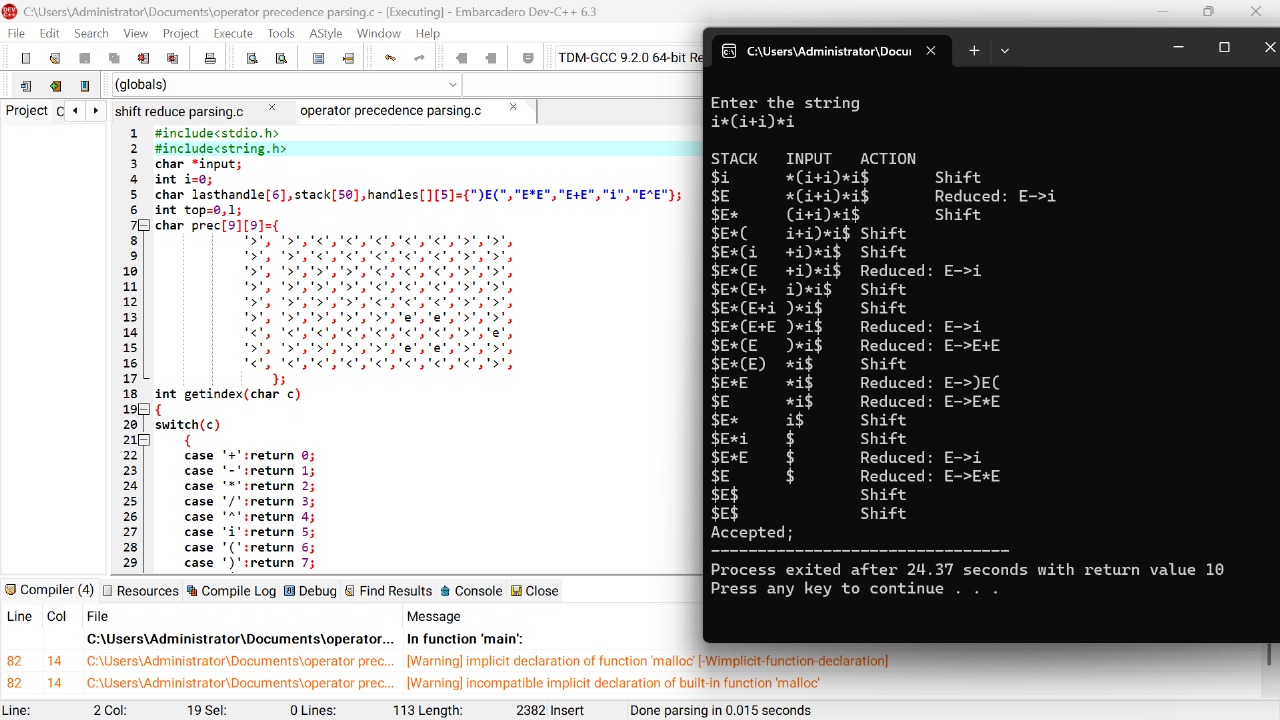 C:\Users\Administrator\Documents\operator precedence parsing.c - [Executing] - Embarcadero Dev-C++ 6.3
File Edit Search View Project Execute Tools AStyle Window Help
TDM-GCC 9.2.0 64-bit Re
(globals)
Project C
shift reduce parsing.c operator precedence parsing.c
1 #include<stdio.h>
2 #include<string.h>
3 char *input;
4 int i=0;
5 char lasthandle[6],stack[50],handles[][5]={")E(","E*E","E+E","i","E^E"};
6 int top=0,l;
7 char prec[9][9]={
8 '>','>','<','<','<','<','<','>','>',
9 '>','>','<','<','<','<','<','>','>',
10 '>','>','>','>','<','<','<','>','>',
11 '>','>','>','>','<','<','<','>','>',
12 '>','>','>','>','<','<','<','>','>',
13 '>','>','>','>','>','e','e','>','>',
14 '<','<','<','<','<','<','<','>','e',
15 '>','>','>','>','>','e','e','>','>',
16 '<','<','<','<','<','<','<','<','>',
17 };
18 int getindex(char c)
19 {
20 switch(c)
21 {
22 case '+':return 0;
23 case '-':return 1;
24 case '*':return 2;
25 case '/':return 3;
26 case '^':return 4;
27 case 'i':return 5;
28 case '(':return 6;
29 case ')':return 7;
C:\Users\Administrator\Docur
Enter the string
i*(i+i)*i
STACK INPUT ACTION
$i *(i+i)*i$ Shift
$E *(i+i)*i$ Reduced: E->i
$E* (i+i)*i$ Shift
$E*( i+i)*i$ Shift
$E*(i +i)*i$ Shift
$E*(E +i)*i$ Reduced: E->i
$E*(E+ i)*i$ Shift
$E*(E+i )*i$ Shift
$E*(E+E )*i$ Reduced: E->i
$E*(E )*i$ Reduced: E->E+E
$E*(E) *i$ Shift
$E*E *i$ Reduced: E->)E(
$E *i$ Reduced: E->E*E
$E* i$ Shift
$E*i $ Shift
$E*E $ Reduced: E->i
$E $ Reduced: E->E*E
$E$ Shift
$E$ Shift
Accepted;
--------------------------------
Process exited after 24.37 seconds with return value 10
Press any key to continue . . .
Compiler (4) Resources Compile Log Debug Find Results Console Close
Line Col File Message
C:\Users\Administrator\Documents\operator... In function 'main':
82 14 C:\Users\Administrator\Documents\operator prec... [Warning] implicit declaration of function 'malloc' [-Wimplicit-function-declaration]
82 14 C:\Users\Administrator\Documents\operator prec... [Warning] incompatible implicit declaration of built-in function 'malloc'
Line: 2 Col: 19 Sel: 0 Lines: 113 Length: 2382 Insert Done parsing in 0.015 seconds